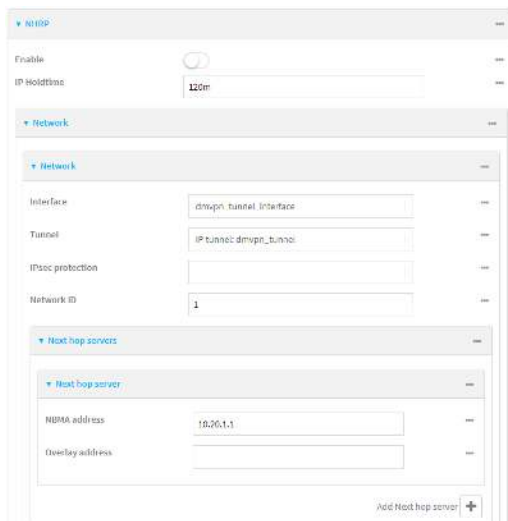 NHRP
Enable
IP Holdtime
120m
Network
Network
Interface
dmvpn_tunnel_interface
Tunnel
IP tunnel: dmvpn_tunnel
IPsec protection
Network ID
1
Next hop servers
Next hop server
NBMA address
10.20.1.1
Overlay address
Add Next hop server